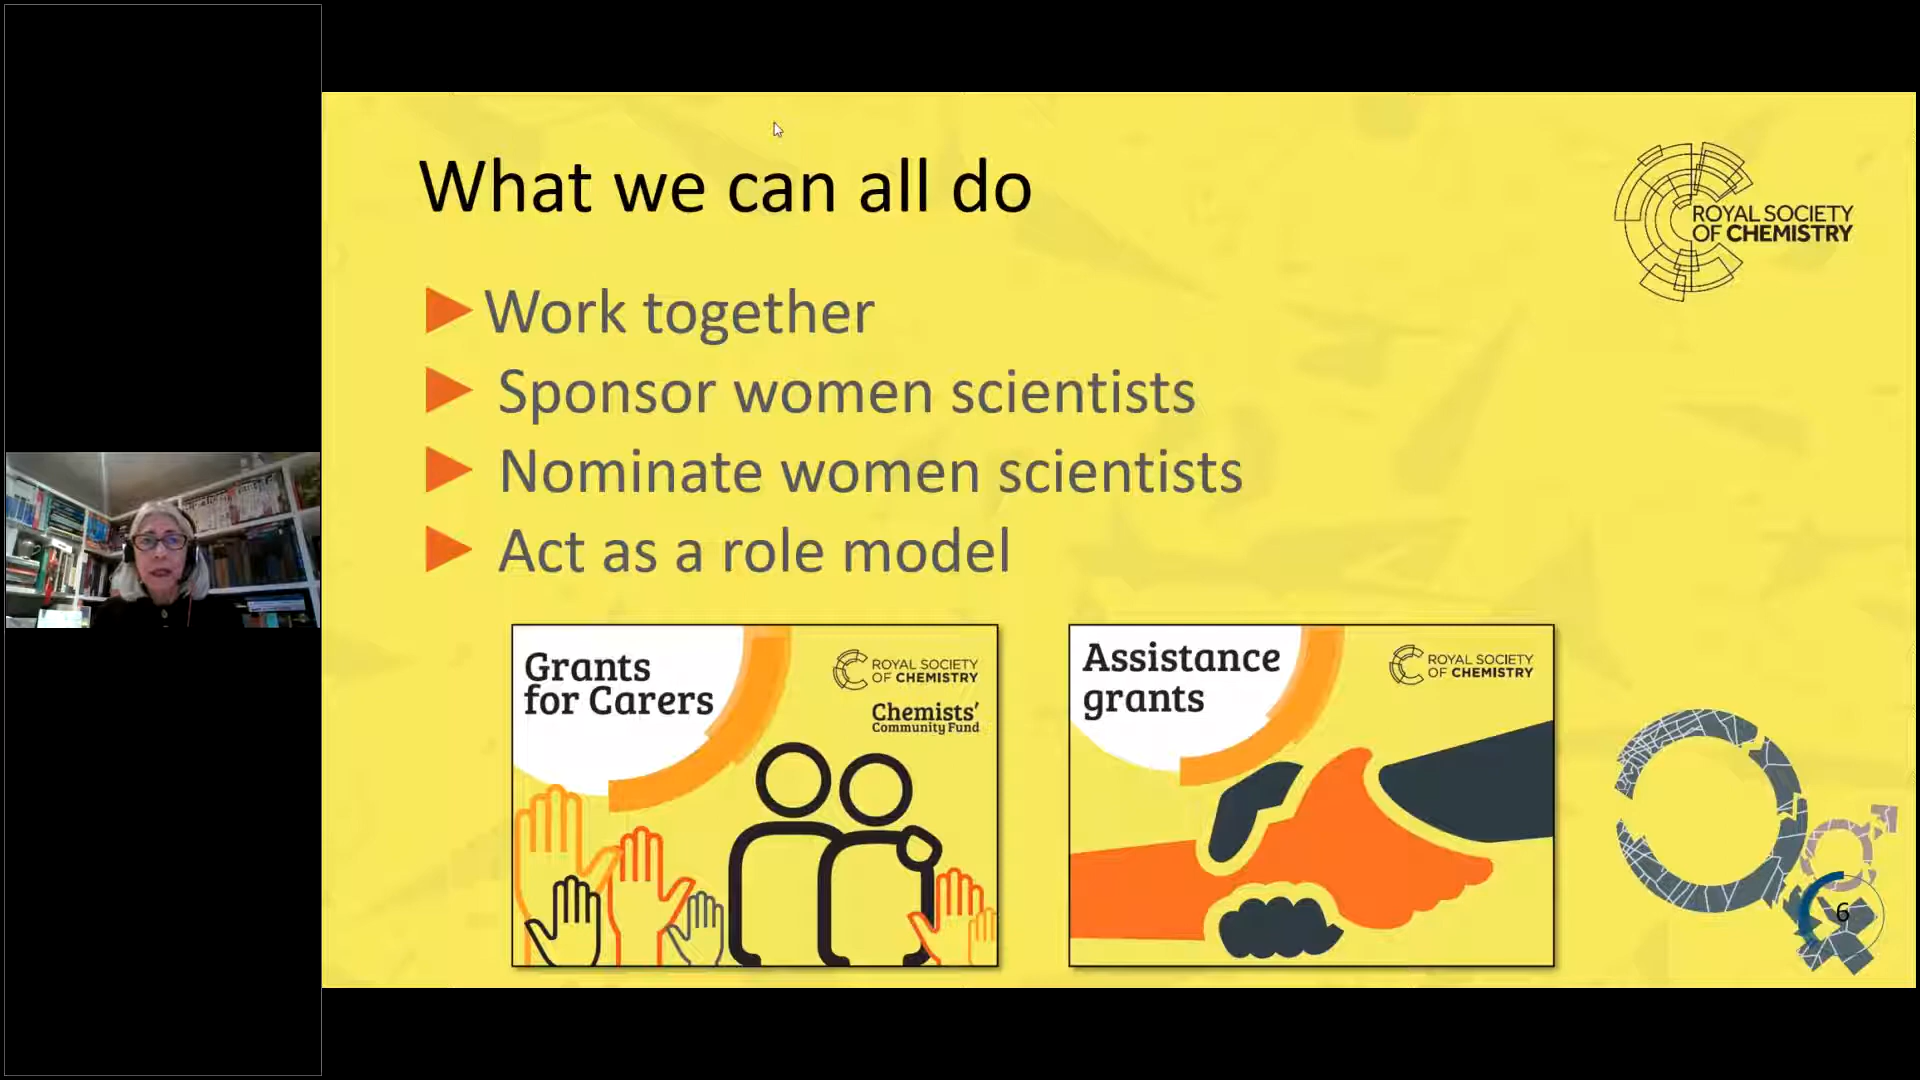 What we can all do
ROYAL SOCIETY
OF CHEMISTRY
Work together
Sponsor women scientists
Nominate women scientists
Act as a role model
Grants
for Carers
ROYAL SOCIETY
OF CHEMISTRY
Chemists'
Community Fund
Assistance
grants
ROYAL SOCIETY
OF CHEMISTRY
6